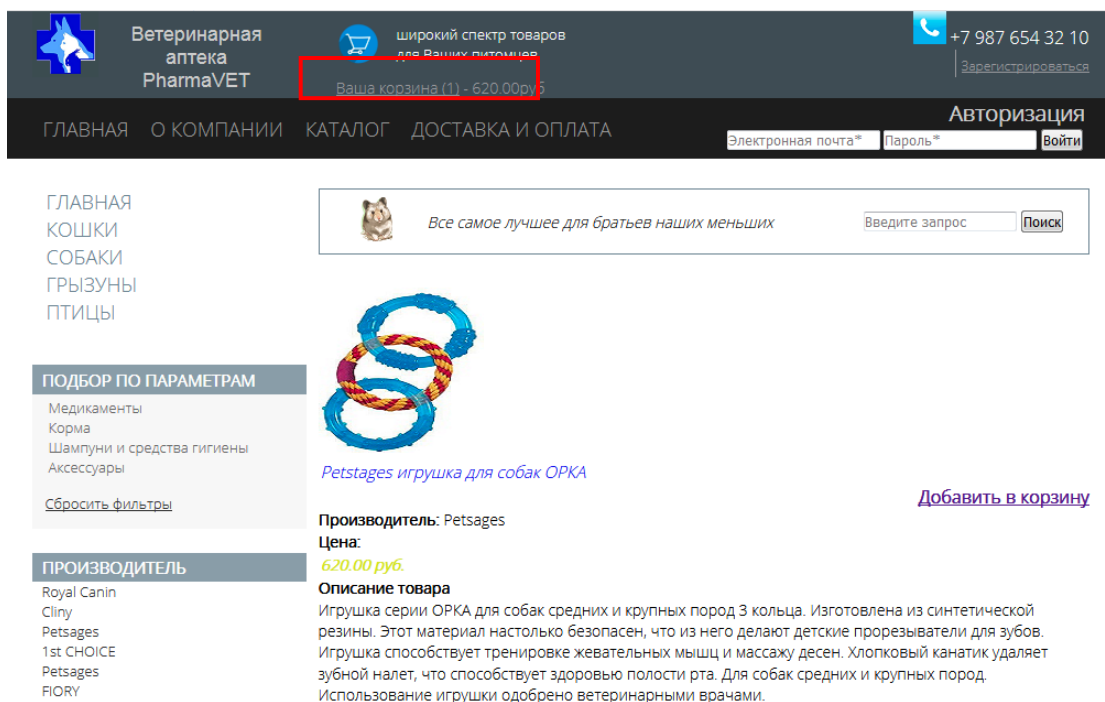 Ветеринарная
аптека
PharmaVET
широкий спектр товаров
для Ваших питомцев
Ваша корзина (1) - 620.00руб
+7 987 654 32 10
Зарегистрироваться
ГЛАВНАЯ О КОМПАНИИ КАТАЛОГ ДОСТАВКА И ОПЛАТА
Авторизация
Электронная почта* Пароль* Войти
ГЛАВНАЯ
КОШКИ
СОБАКИ
ГРЫЗУНЫ
ПТИЦЫ
Все самое лучшее для братьев наших меньших
Введите запрос Поиск
ПОДБОР ПО ПАРАМЕТРАМ
Медикаменты
Корма
Шампуни и средства гигиены
Аксессуары
Сбросить фильтры
ПРОИЗВОДИТЕЛЬ
Royal Canin
Cliny
Petsages
1st CHOICE
Petsages
FIORY
Petstages игрушка для собак ОРКА
Добавить в корзину
Производитель: Petsages
Цена:
620.00 руб.
Описание товара
Игрушка серии ОРКА для собак средних и крупных пород 3 кольца. Изготовлена из синтетической
резины. Этот материал настолько безопасен, что из него делают детские прорезыватели для зубов.
Игрушка способствует тренировке жевательных мышц и массажу десен. Хлопковый канатик удаляет
зубной налет, что способствует здоровью полости рта. Для собак средних и крупных пород.
Использование игрушки одобрено ветеринарными врачами.